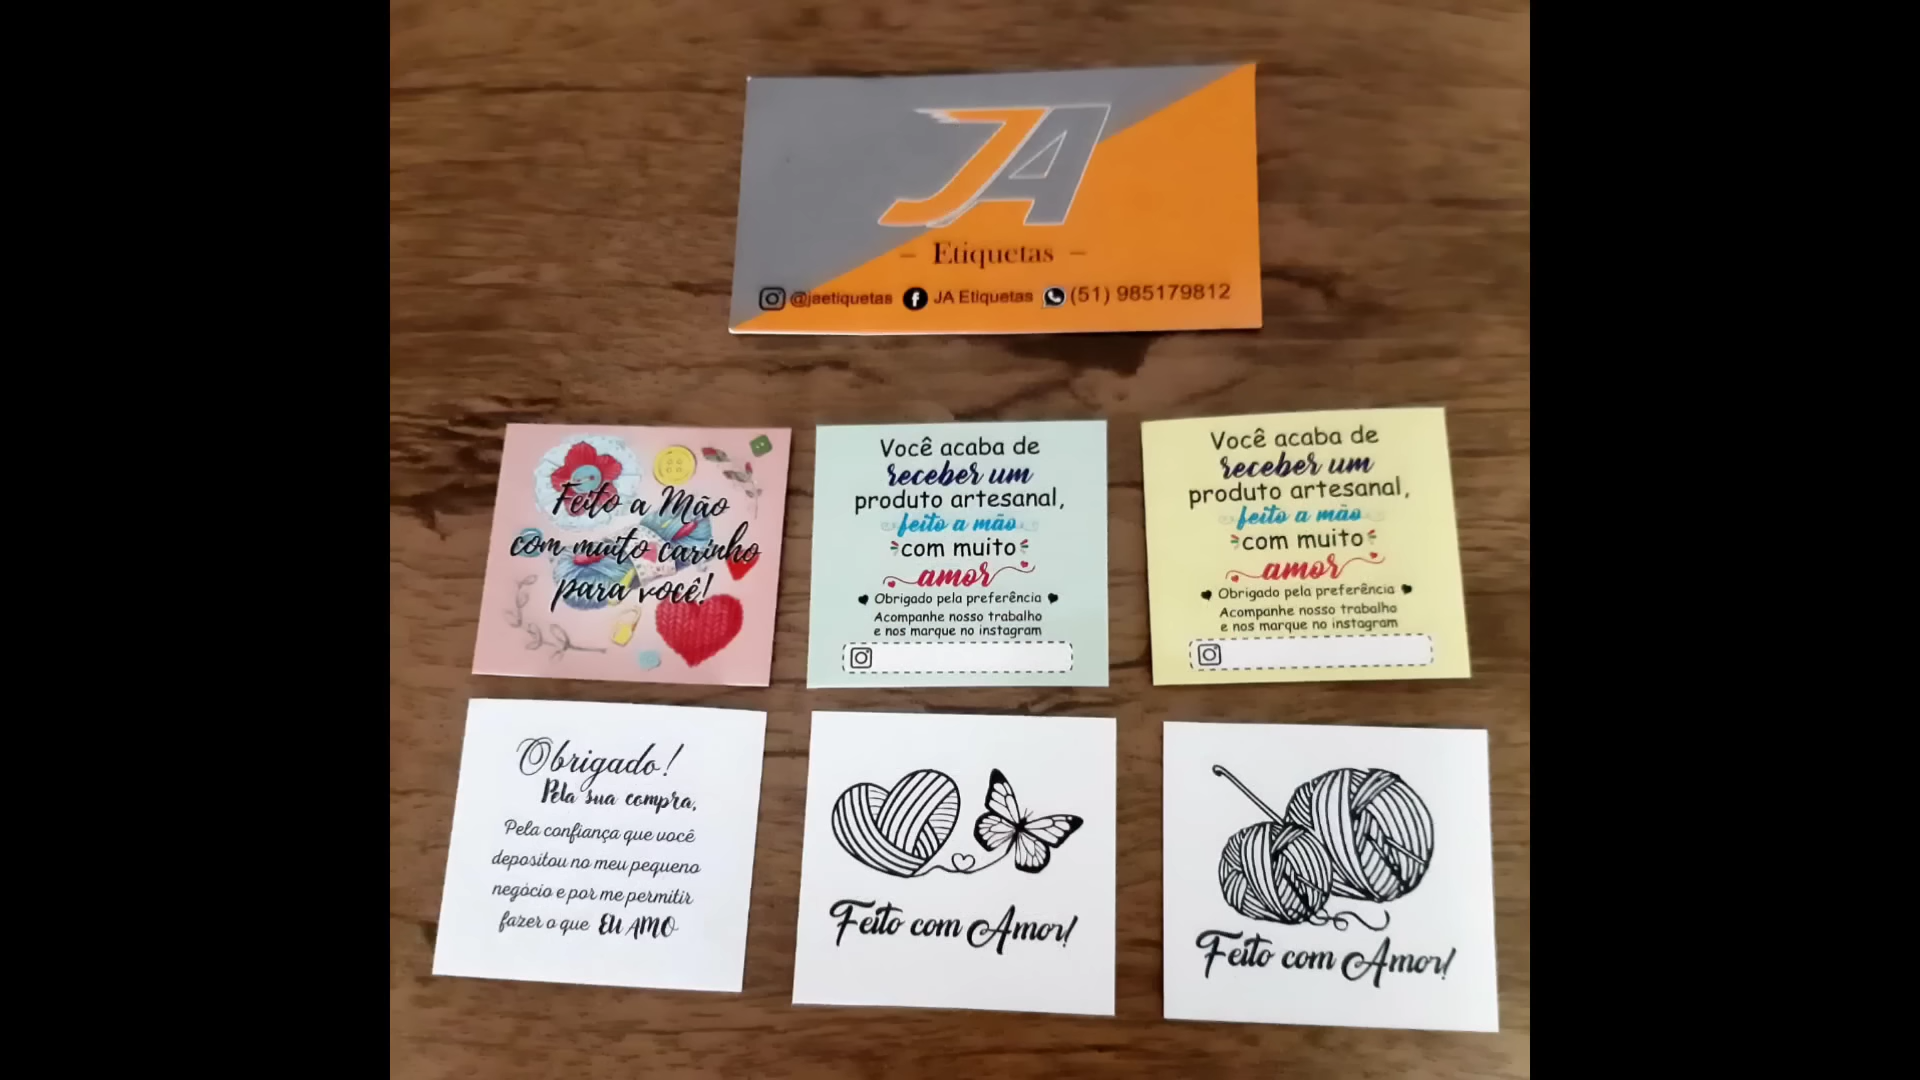 JA
- Etiquetas -
@jaetiquetas JA Etiquetas (51) 985179812
Feito a Mão
com muito carinho
para você!
Você acaba de
receber um
produto artesanal,
feito a mão
com muito
amor
Obrigado pela preferência
Acompanhe nosso trabalho
e nos marque no instagram
Você acaba de
receber um
produto artesanal,
feito a mão
com muito
amor
Obrigado pela preferência
Acompanhe nosso trabalho
e nos marque no instagram
Obrigado!
Pela sua compra,
Pela confiança que você
depositou no meu pequeno
negócio e por me permitir
fazer o que EU AMO
Feito com Amor!
Feito com Amor!